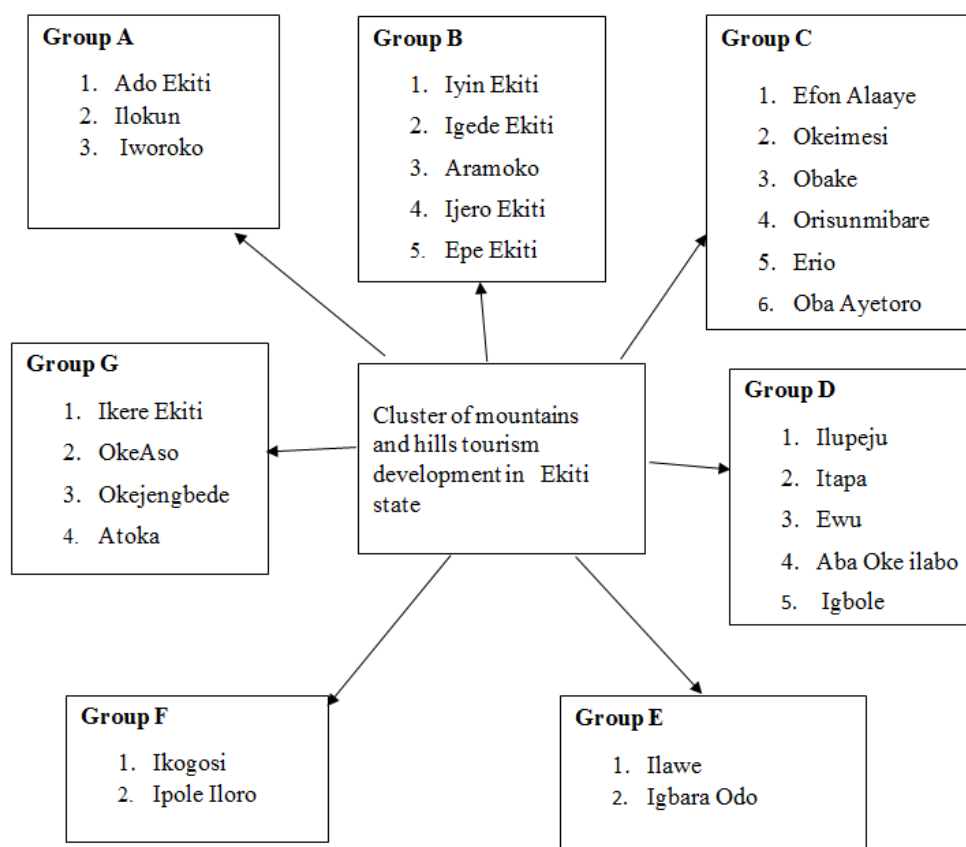 Group A
1. Ado Ekiti
2. Ilokun
3. Iworoko
Group B
1. Iyin Ekiti
2. Igede Ekiti
3. Aramoko
4. Ijero Ekiti
5. Epe Ekiti
Group C
1. Efon Alaaye
2. Okeimesi
3. Obake
4. Orisunmibare
5. Erio
6. Oba Ayetoro
Group G
1. Ikere Ekiti
2. OkeAso
3. Okejengbede
4. Atoka
Cluster of mountains
and hills tourism
development in Ekiti
state
Group D
1. Ilupeju
2. Itapa
3. Ewu
4. Aba Oke ilabo
5. Igbole
Group F
1. Ikogosi
2. Ipole Iloro
Group E
1. Ilawe
2. Igbara Odo